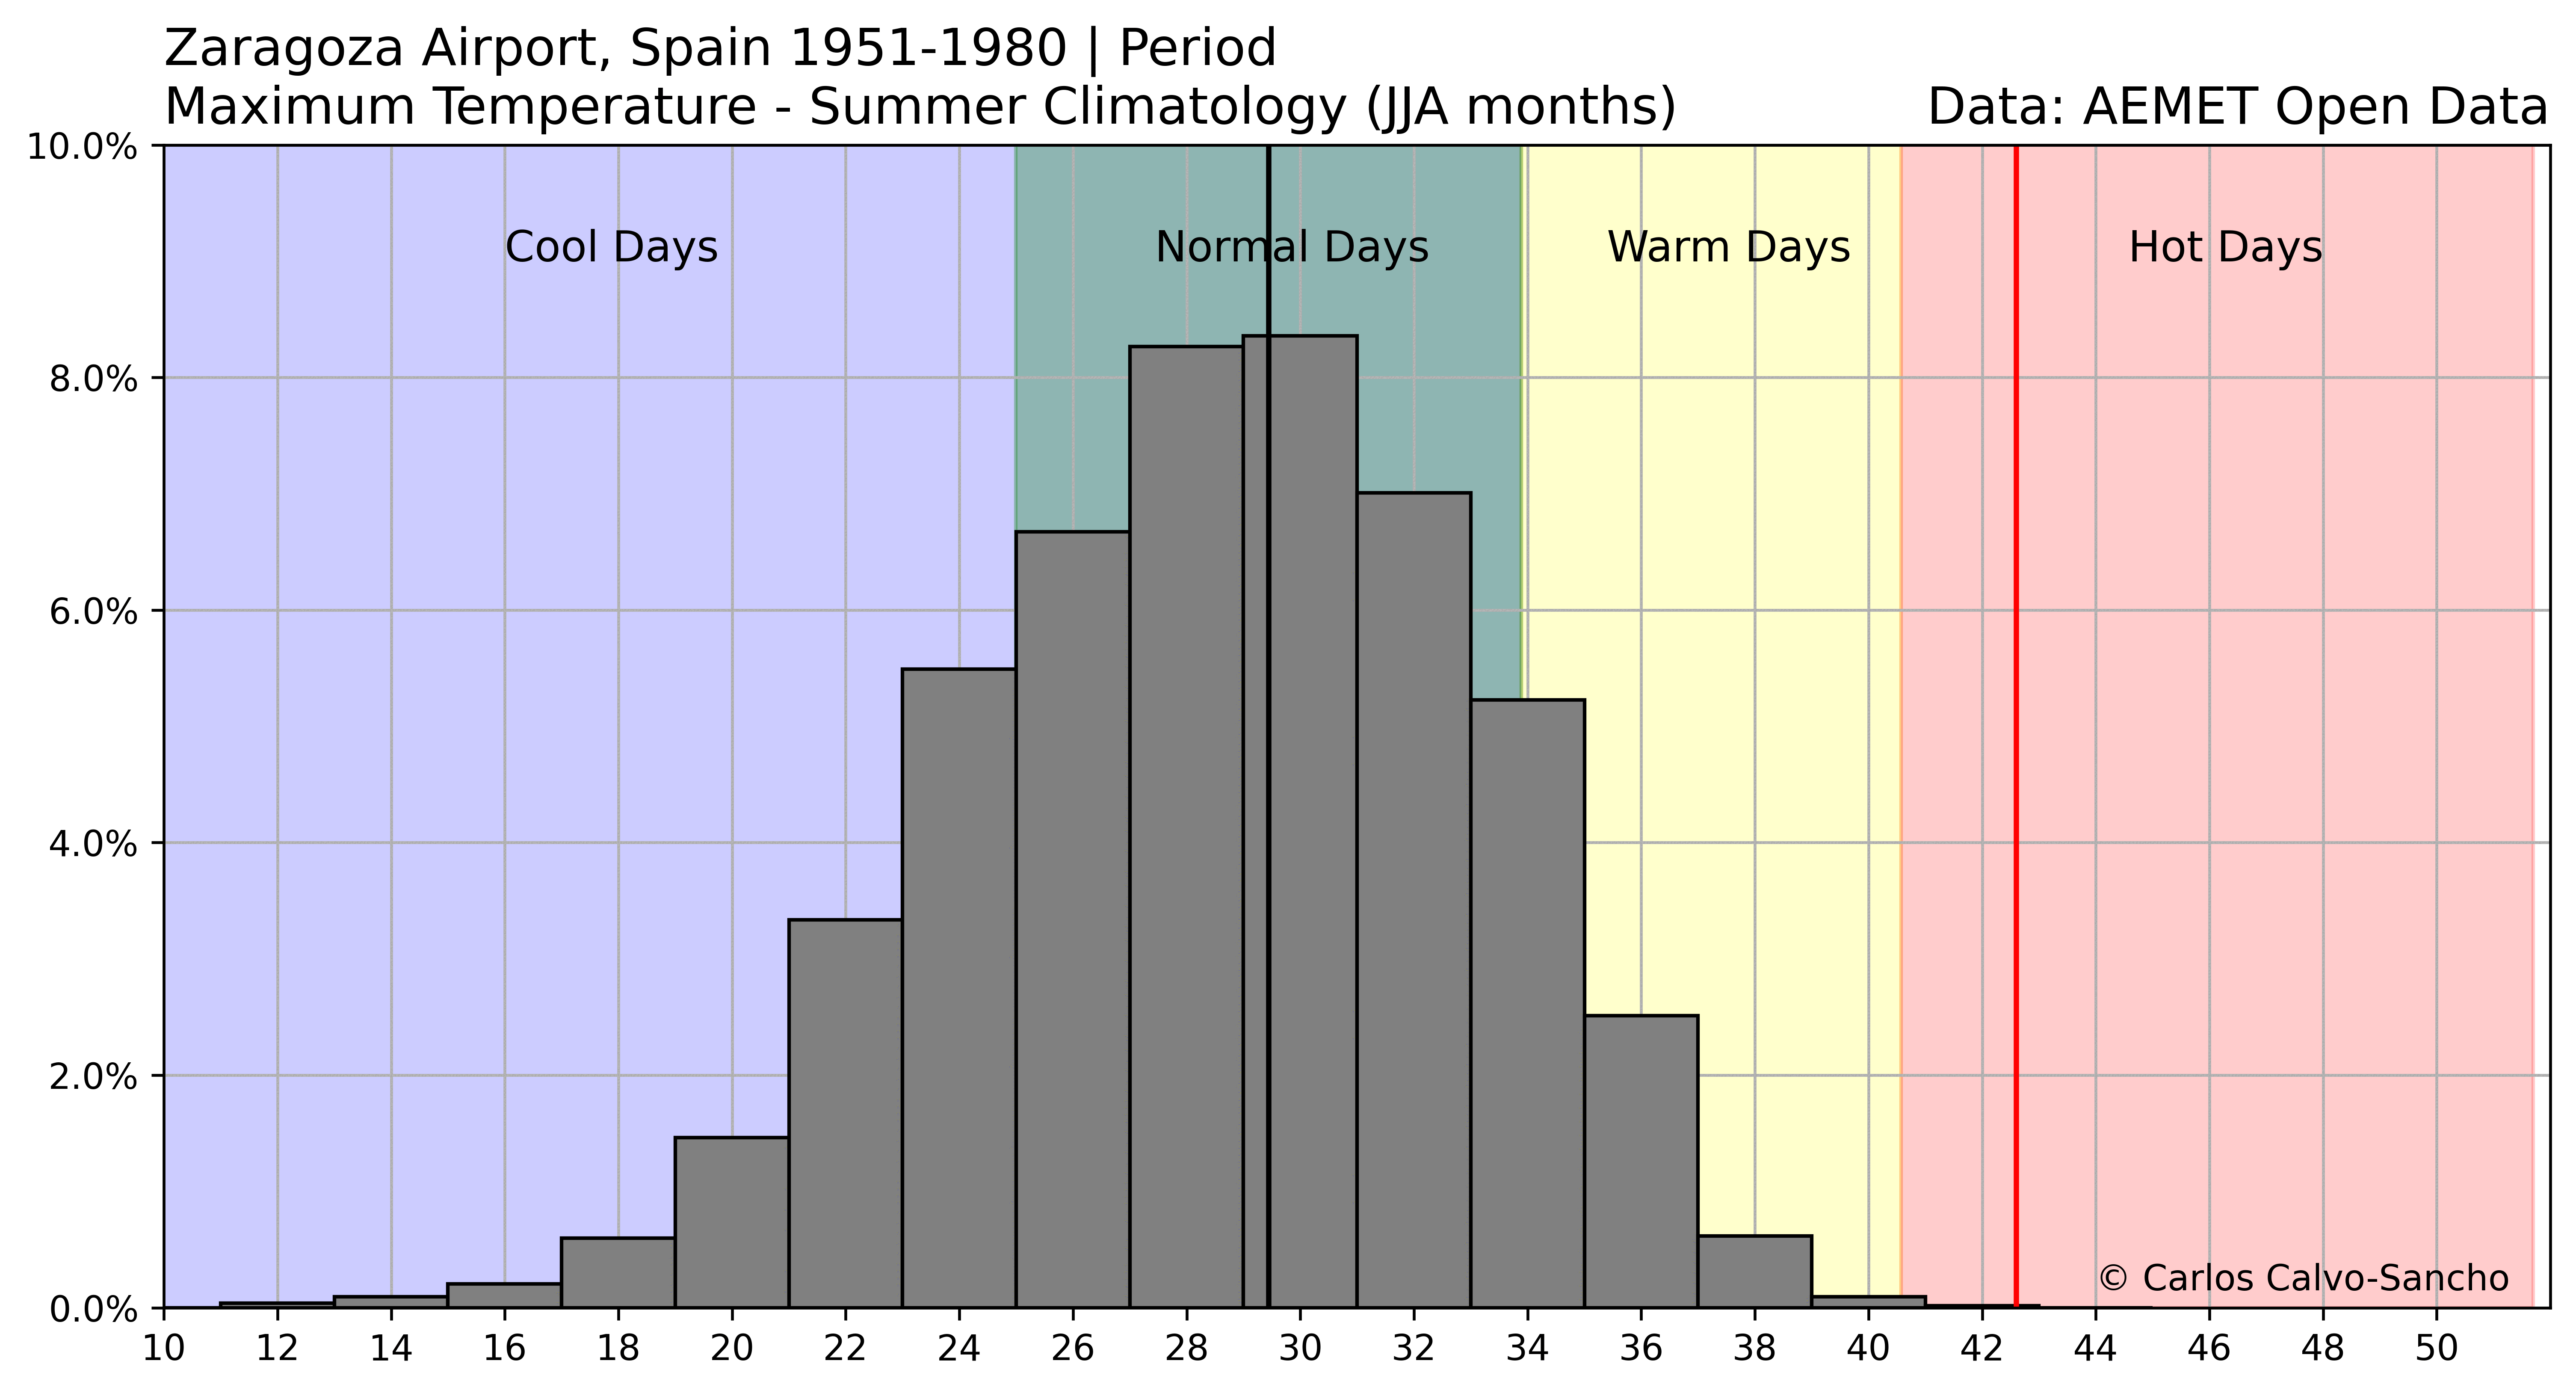 Zaragoza Airport, Spain 1951-1980 | Period
Maximum Temperature - Summer Climatology (JJA months)
Data: AEMET Open Data
10.0%
8.0%
6.0%
4.0%
2.0%
0.0%
Cool Days
Normal Days
Warm Days
Hot Days
© Carlos Calvo-Sancho
10 12 14 16 18 20 22 24 26 28 30 32 34 36 38 40 42 44 46 48 50